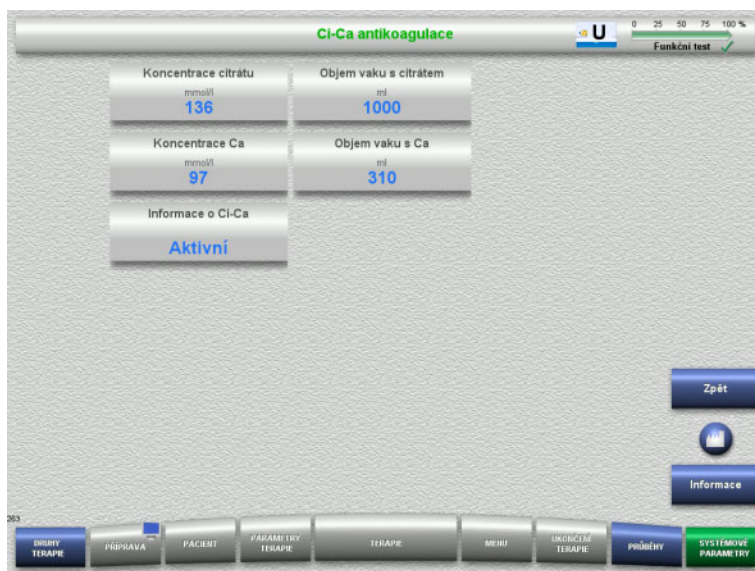 Ci-Ca antikoagulace
U
0 25 50 75 100 %
Funkční test
Koncentrace citrátu
mmol/l
136
Objem vaku s citrátem
ml
1000
Koncentrace Ca
mmol/l
97
Objem vaku s Ca
ml
310
Informace o Ci-Ca
Aktivní
Zpět
Informace
263
DRUHY
TERAPIE
PŘÍPRAVA
PACIENT
PARAMETRY
TERAPIE
TERAPIE
MENU
UKONČENÍ
TERAPIE
PRŮBĚHY
SYSTÉMOVÉ
PARAMETRY